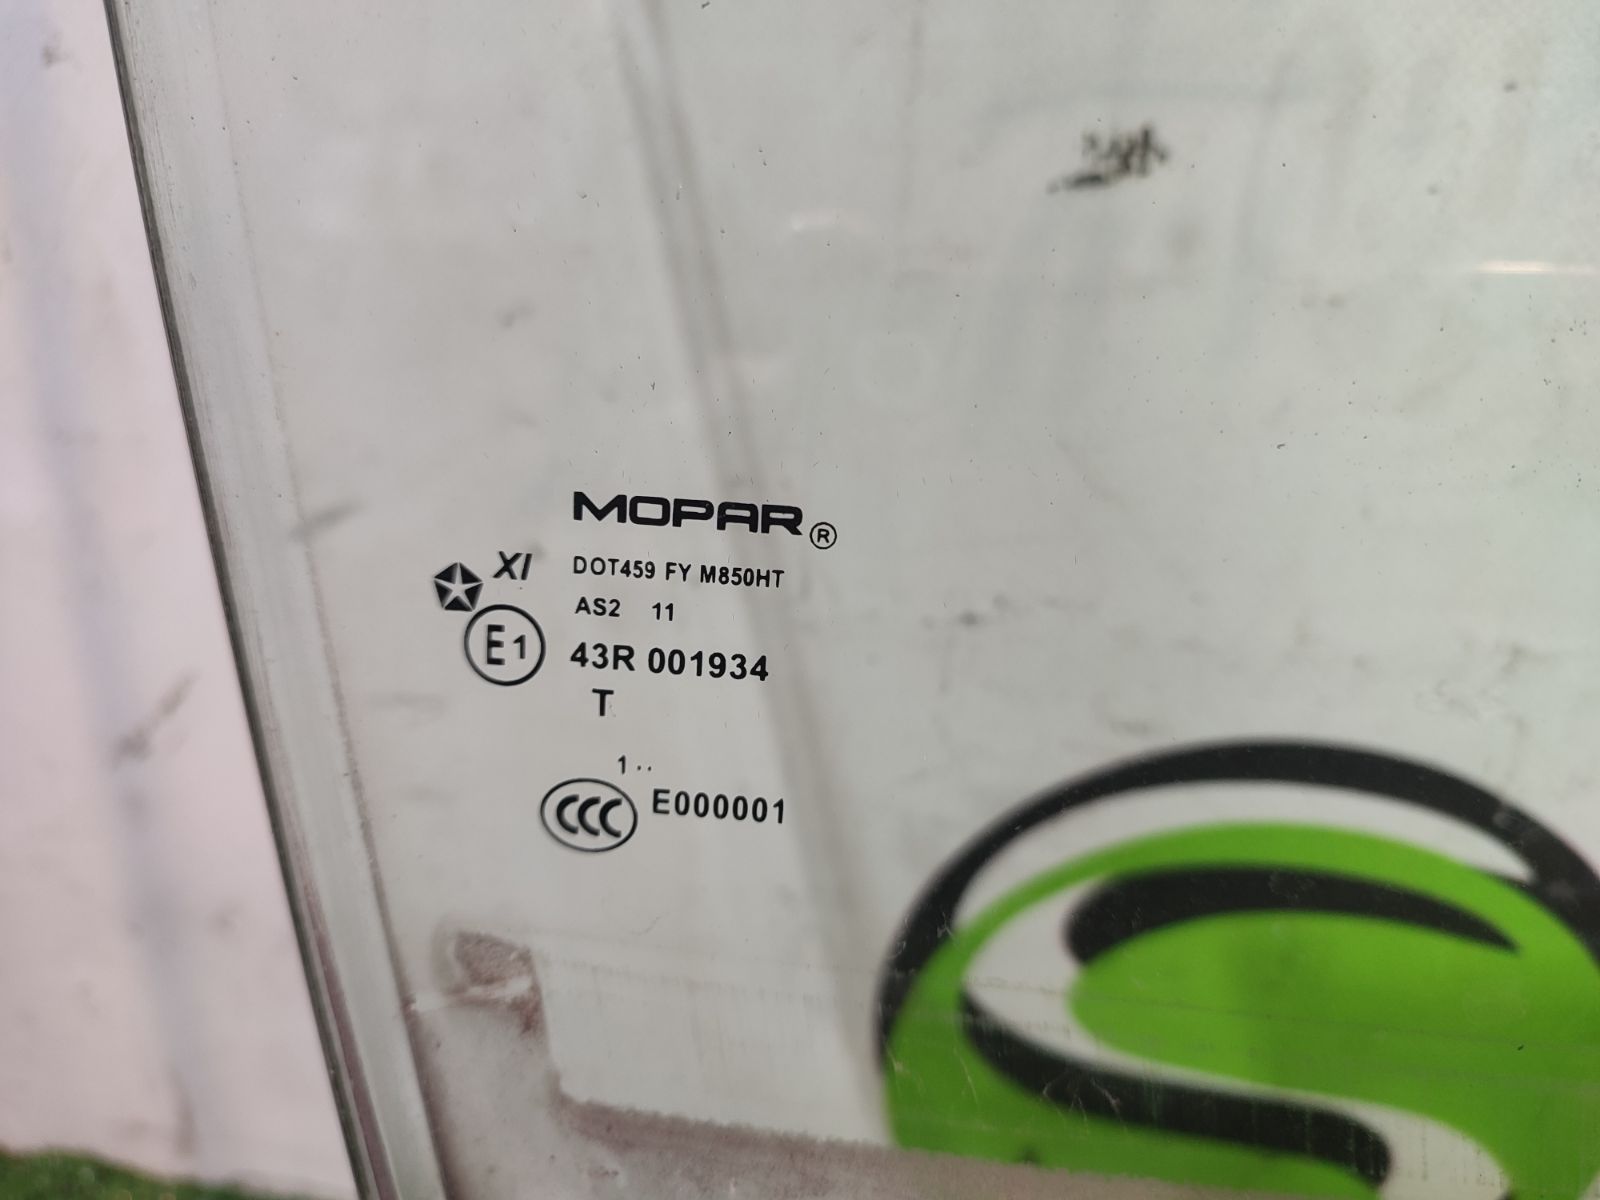 MOPAR®
XI DOT459 FY M850HT
AS2 11
E1 43R 001934
T
1..
CCC E000001